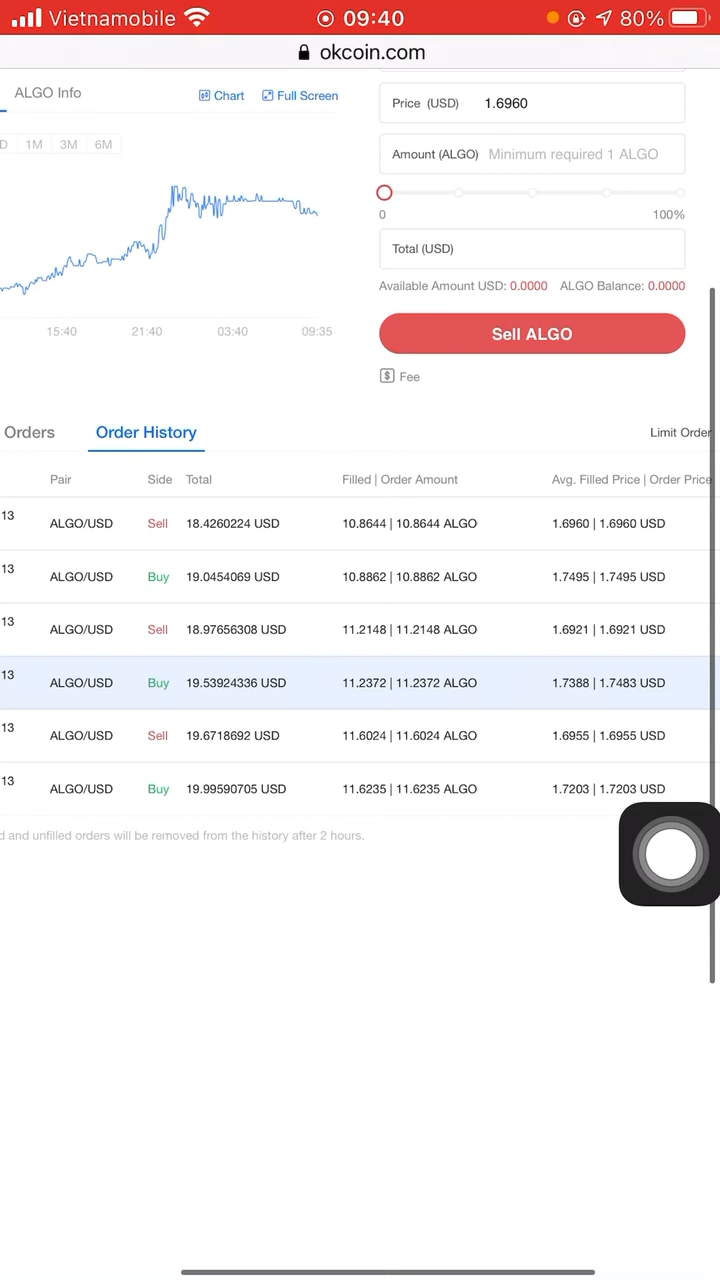 Vietnamobile 09:40 80%
okcoin.com
ALGO Info Chart Full Screen
D 1M 3M 6M
15:40 21:40 03:40 09:35
Price (USD) 1.6960
Amount (ALGO) Minimum required 1 ALGO
0 100%
Total (USD)
Available Amount USD: 0.0000 ALGO Balance: 0.0000
Sell ALGO
Fee
Orders Order History Limit Order
Pair Side Total Filled | Order Amount Avg. Filled Price | Order Price
13 ALGO/USD Sell 18.4260224 USD 10.8644 | 10.8644 ALGO 1.6960 | 1.6960 USD
13 ALGO/USD Buy 19.0454069 USD 10.8862 | 10.8862 ALGO 1.7495 | 1.7495 USD
13 ALGO/USD Sell 18.97656308 USD 11.2148 | 11.2148 ALGO 1.6921 | 1.6921 USD
13 ALGO/USD Buy 19.53924336 USD 11.2372 | 11.2372 ALGO 1.7388 | 1.7483 USD
13 ALGO/USD Sell 19.6718692 USD 11.6024 | 11.6024 ALGO 1.6955 | 1.6955 USD
13 ALGO/USD Buy 19.99590705 USD 11.6235 | 11.6235 ALGO 1.7203 | 1.7203 USD
d and unfilled orders will be removed from the history after 2 hours.